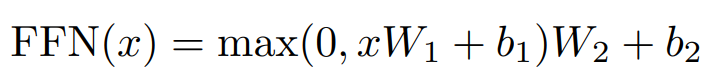 FFN(x) = max(0, xW₁ + b₁)W₂ + b₂